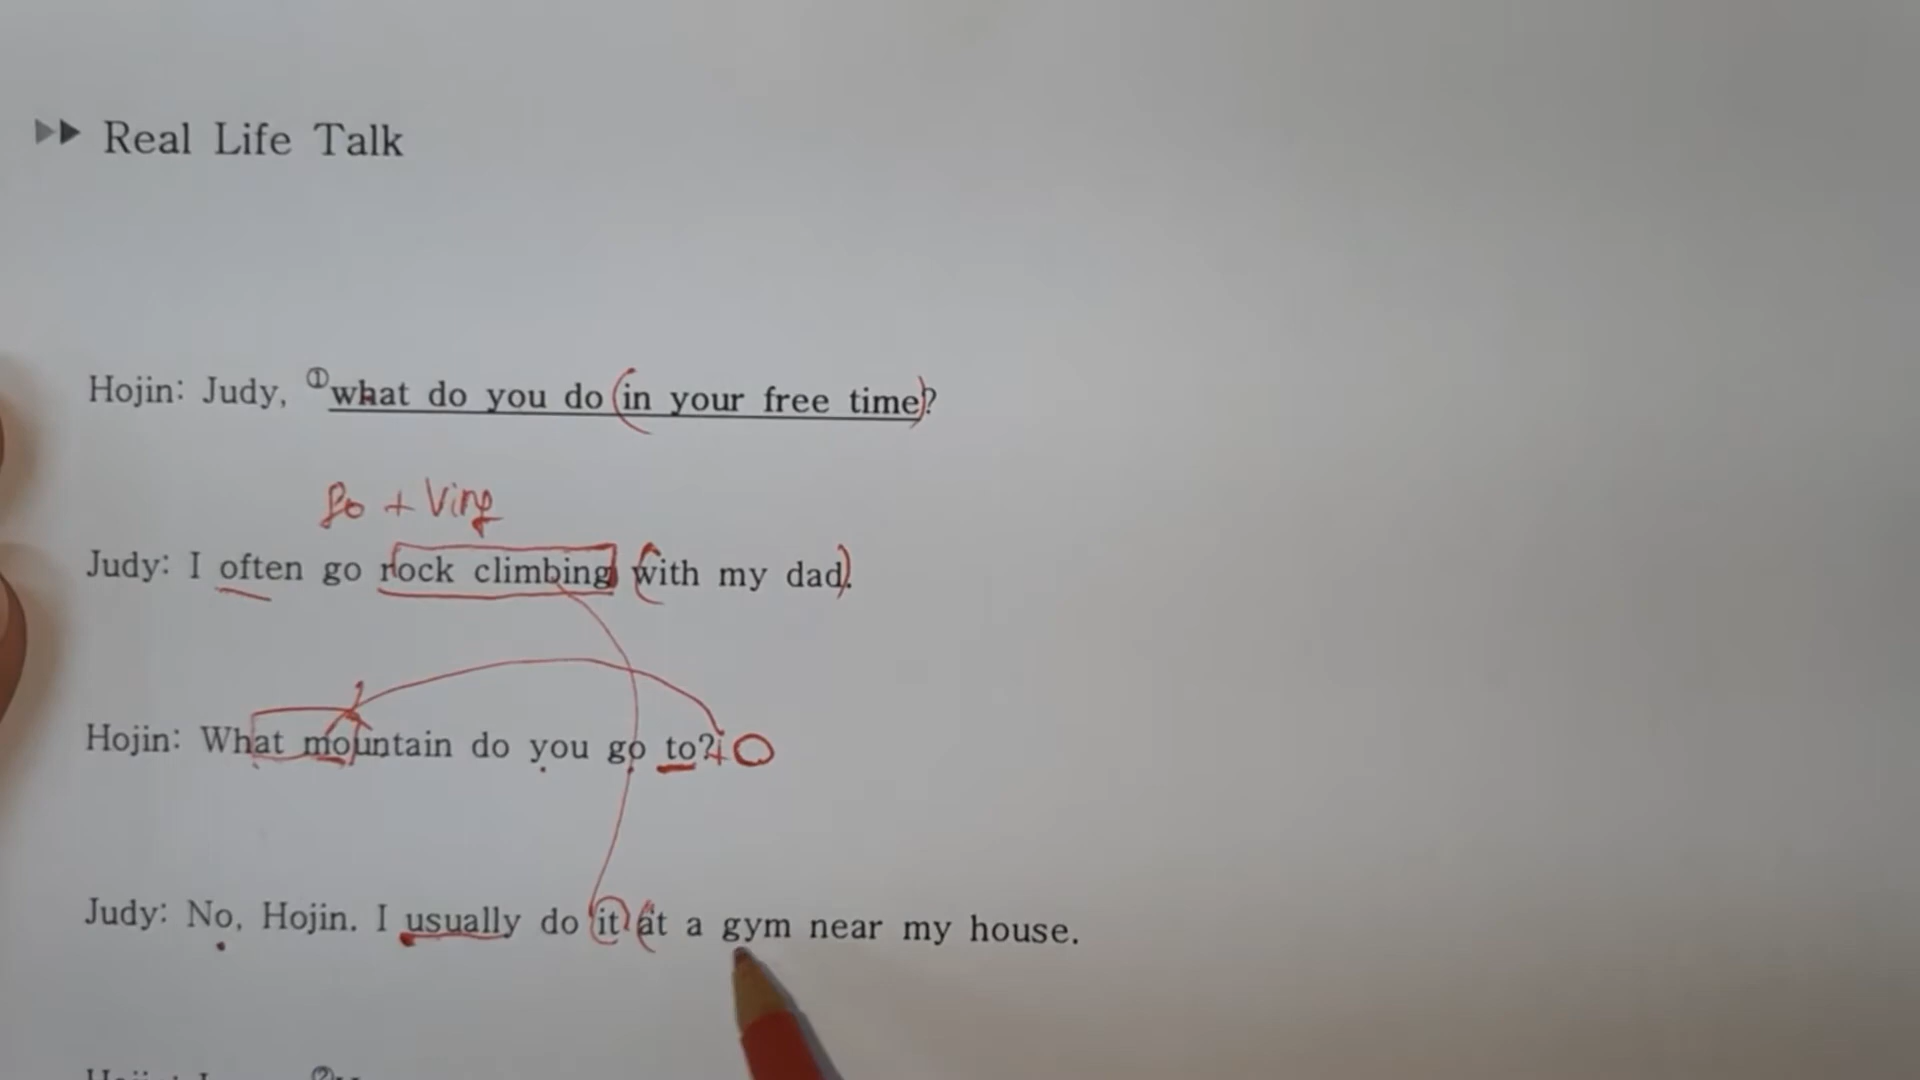 ▶▶ Real Life Talk
Hojin: Judy, ①what do you do (in your free time)?
go + Ving
Judy: I often go rock climbing (with my dad).
Hojin: What mountain do you go to?
Judy: No, Hojin. I usually do (it) (at a gym near my house.